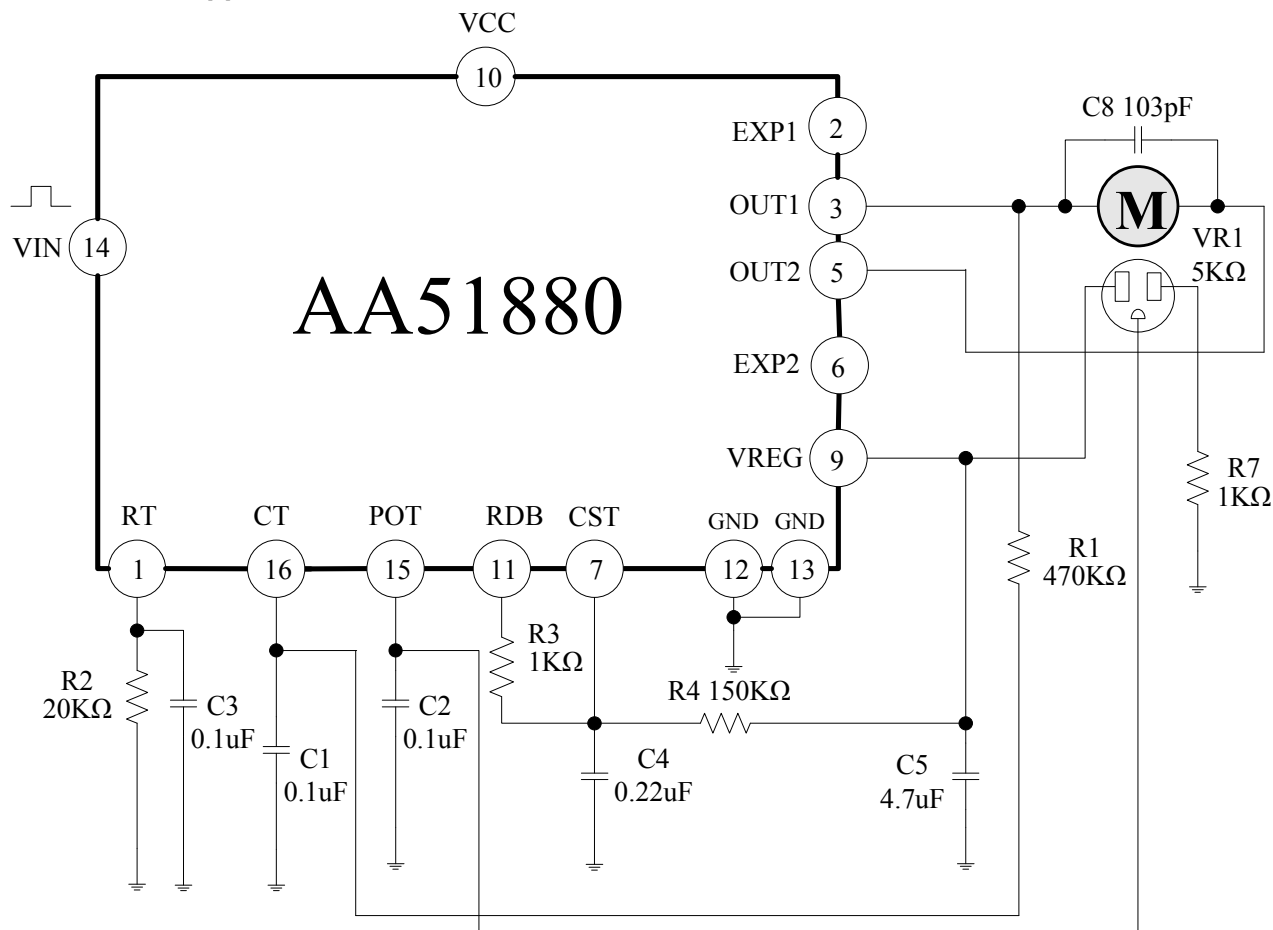 VCC
10
EXP1
2
C8 103pF
OUT1
3
M
VIN
14
VR1
5KΩ
AA51880
OUT2
5
EXP2
6
VREG
9
R7
1KΩ
RT
CT
POT
RDB
CST
GND
GND
1
16
15
11
7
12
13
R1
470KΩ
R3
1KΩ
R2
20KΩ
C3
0.1uF
C2
0.1uF
R4 150KΩ
C1
0.1uF
C4
0.22uF
C5
4.7uF